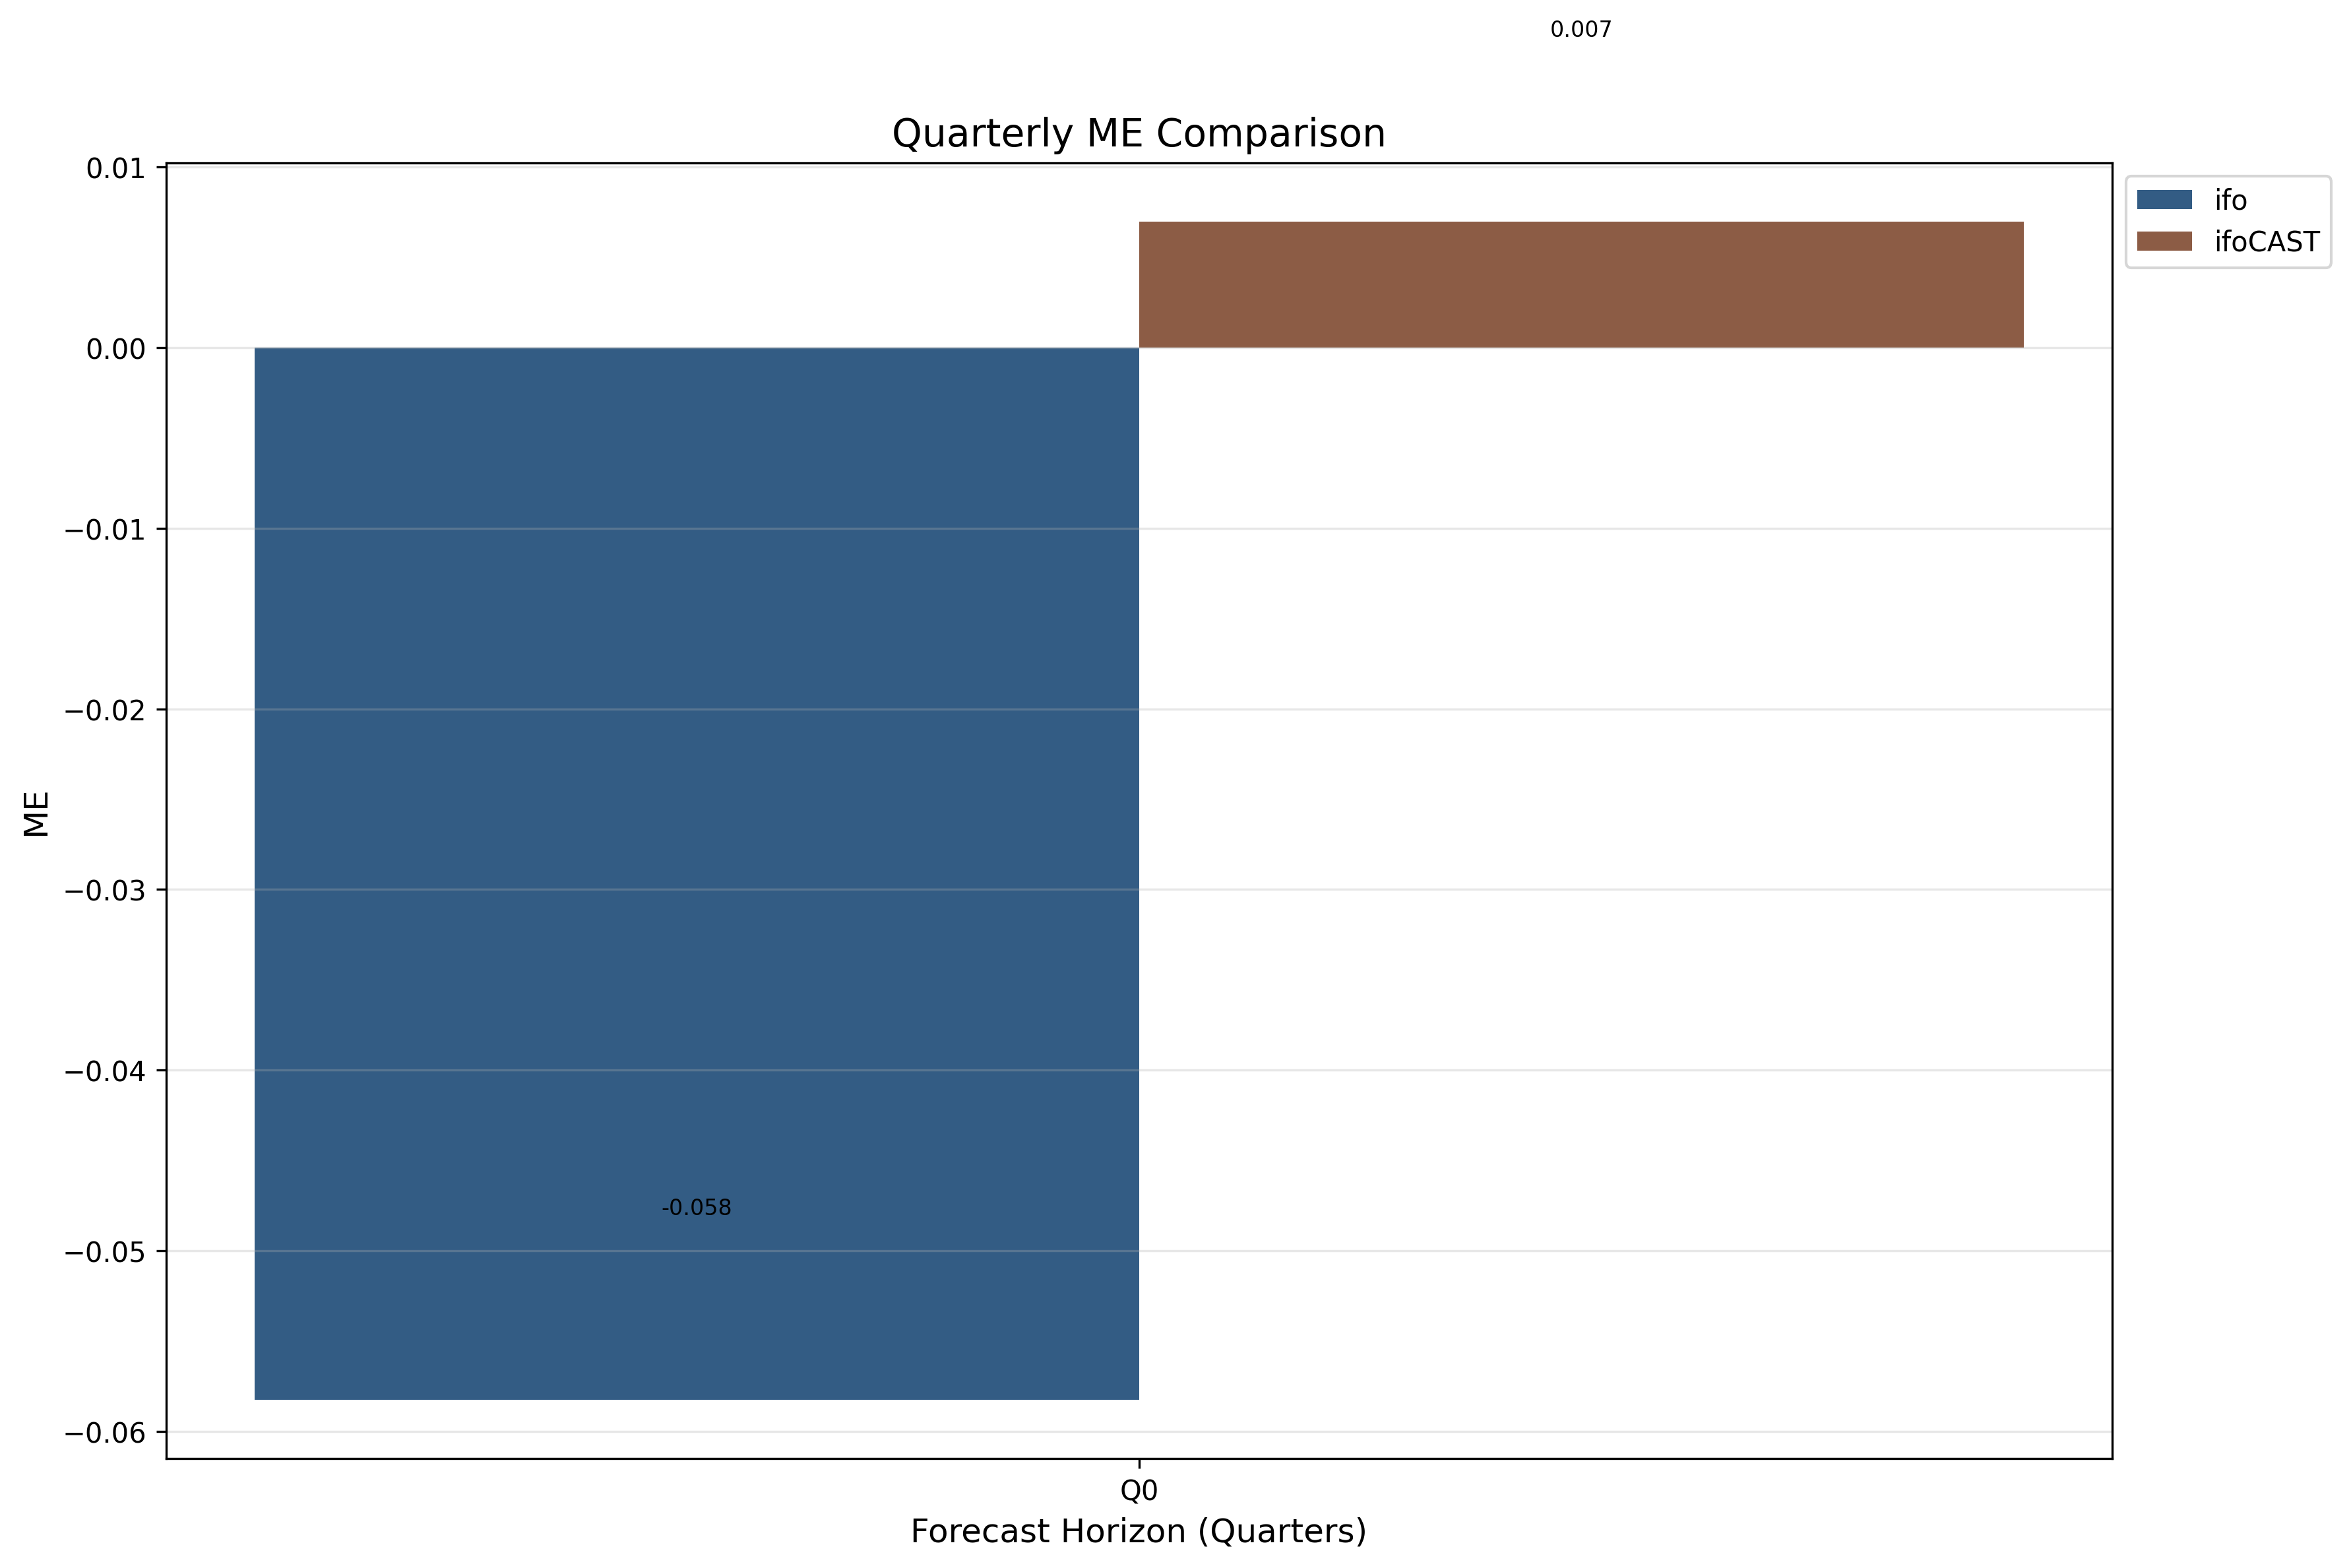 0.007
Quarterly ME Comparison
0.01
0.00
−0.01
−0.02
−0.03
−0.04
−0.05
−0.06
ME
-0.058
Q0
Forecast Horizon (Quarters)
ifo
ifoCAST